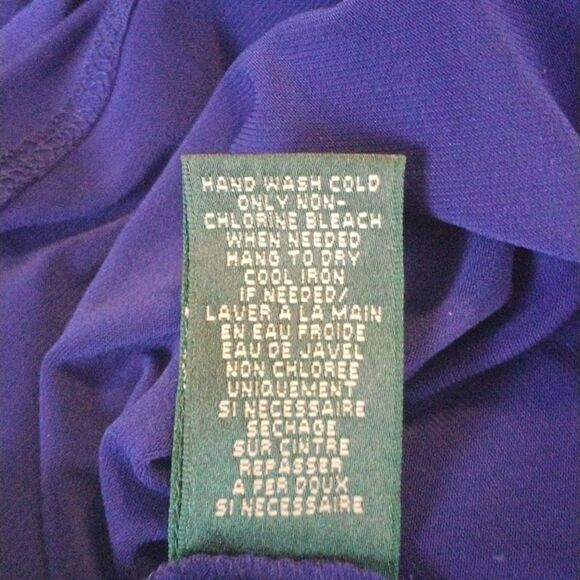 HAND WASH COLD
ONLY NON-
CHLORINE BLEACH
WHEN NEEDED
HANG TO DRY
COOL IRON
IF NEEDED/
LAVER A LA MAIN
EN EAU FROIDE
EAU DE JAVEL
NON CHLOREE
UNIQUEMENT
SI NECESSAIRE
SECHAGE
SUR CINTRE
REPASSER
A FER DOUX
SI NECESSAIRE